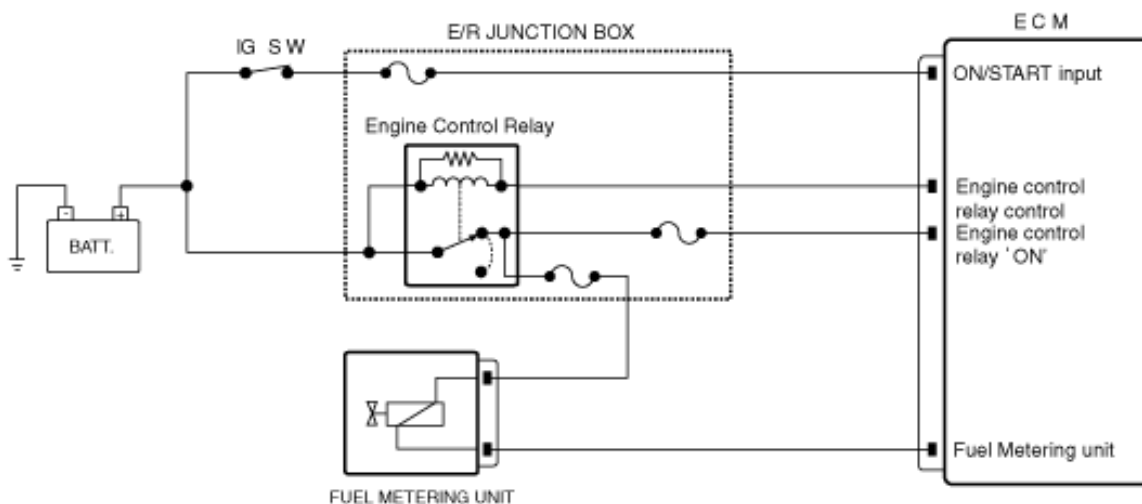 E C M
E/R JUNCTION BOX
IG S W
ON/START input
Engine Control Relay
Engine control
relay control
Engine control
relay 'ON'
- +
BATT.
Fuel Metering unit
FUEL METERING UNIT